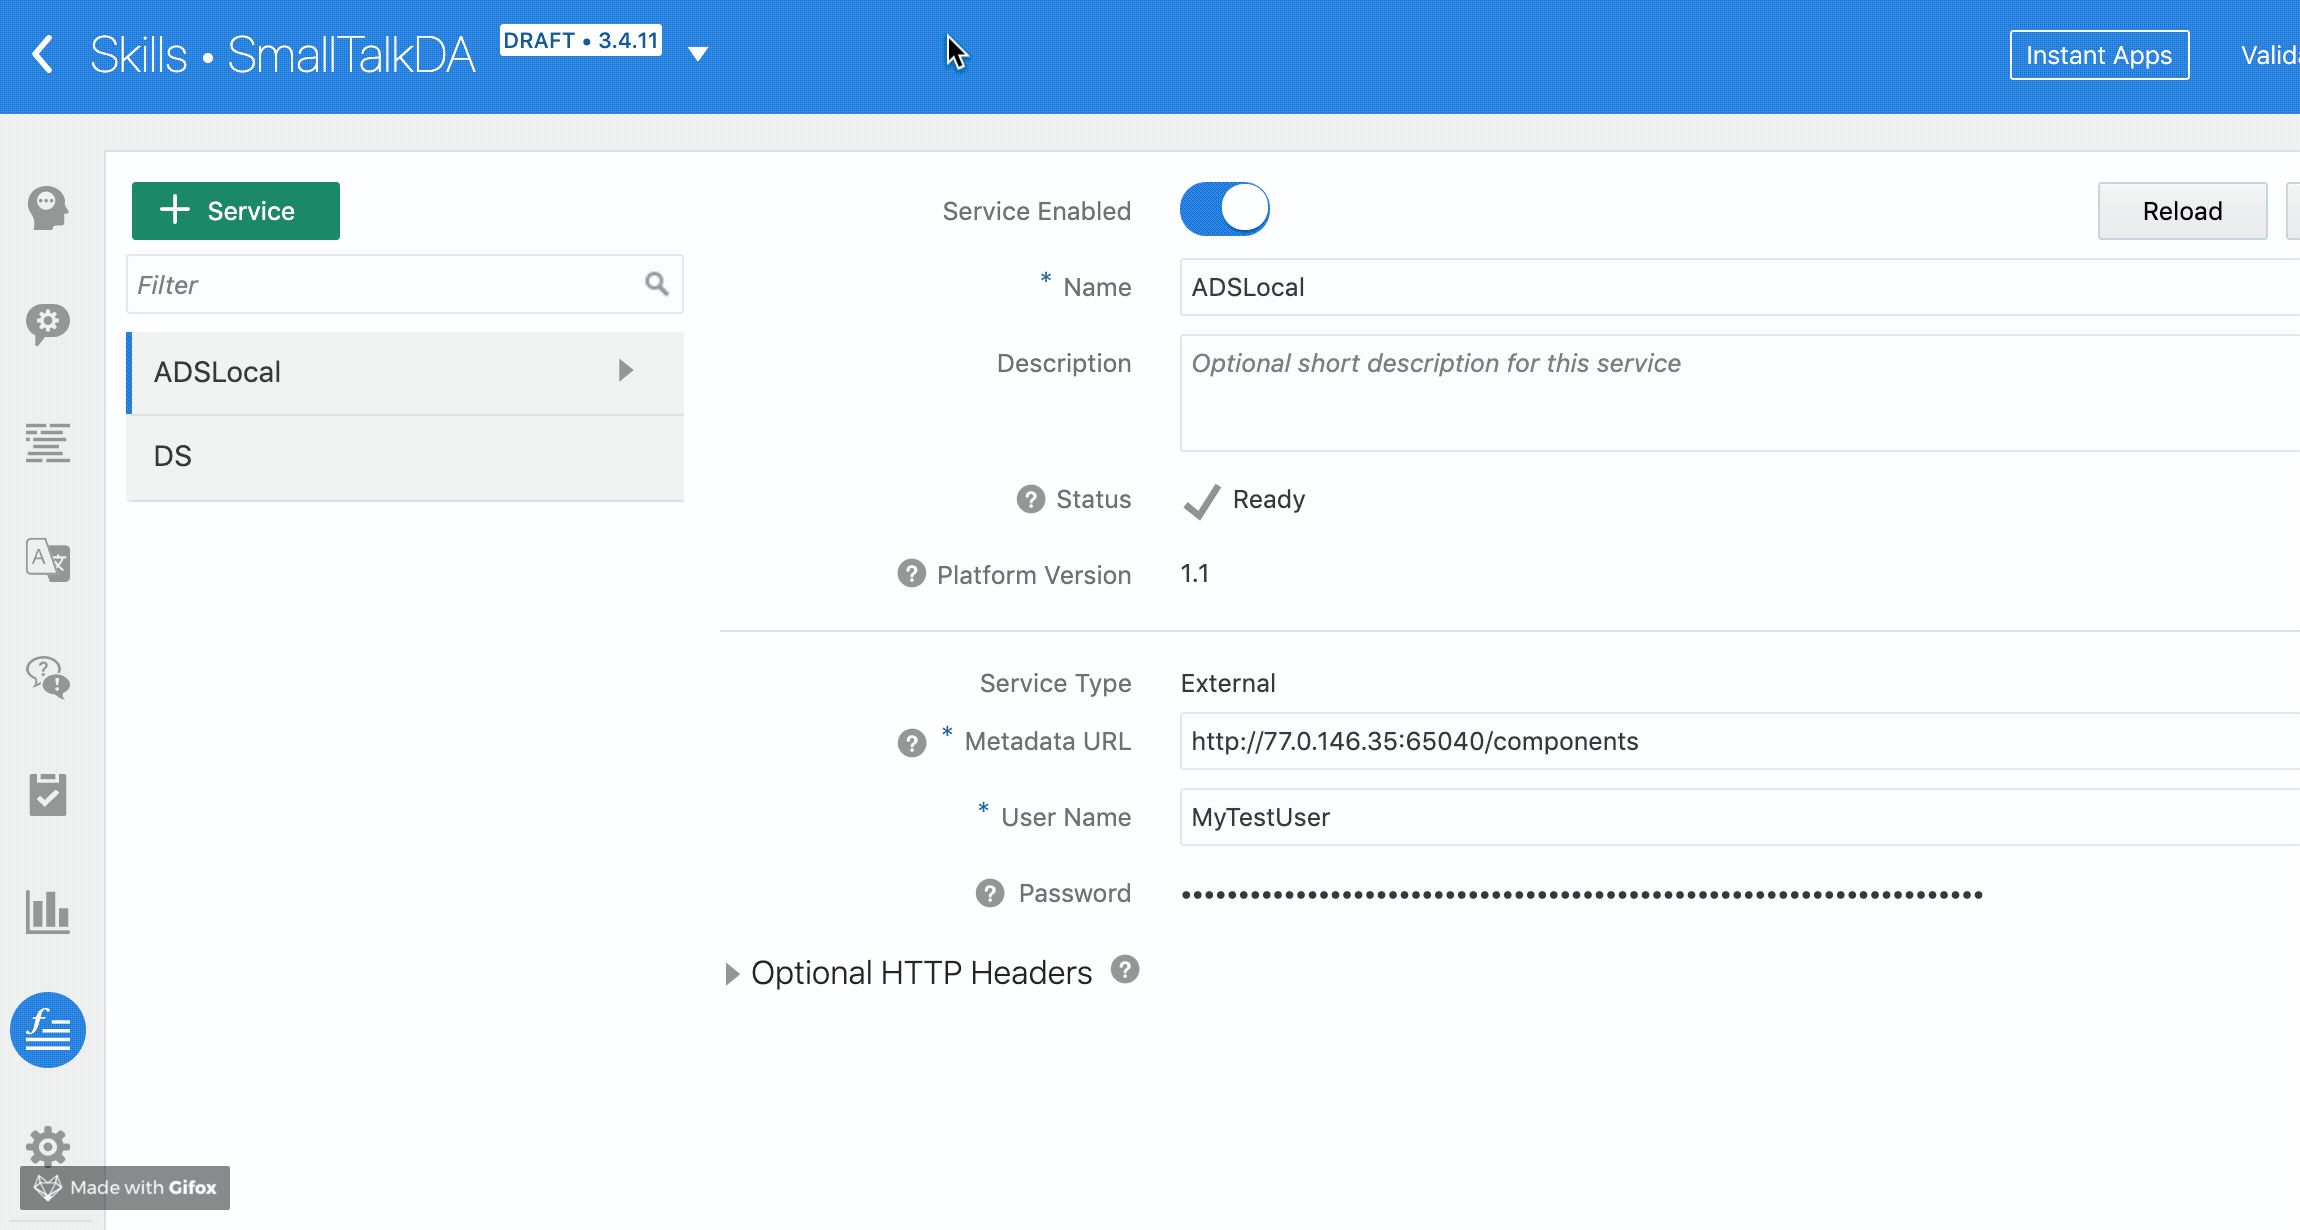 Skills • SmallTalkDA
DRAFT • 3.4.11
Instant Apps
Service
Filter
ADSLocal
DS
Service Enabled
Reload
* Name
ADSLocal
Description
Optional short description for this service
? Status
Ready
? Platform Version
1.1
Service Type
External
? * Metadata URL
http://77.0.146.35:65040/components
* User Name
MyTestUser
? Password
••••••••••••••••••••••••••••••••••••••••••••••••••••••••••••••••••••••
Optional HTTP Headers ?
Made with Gifox